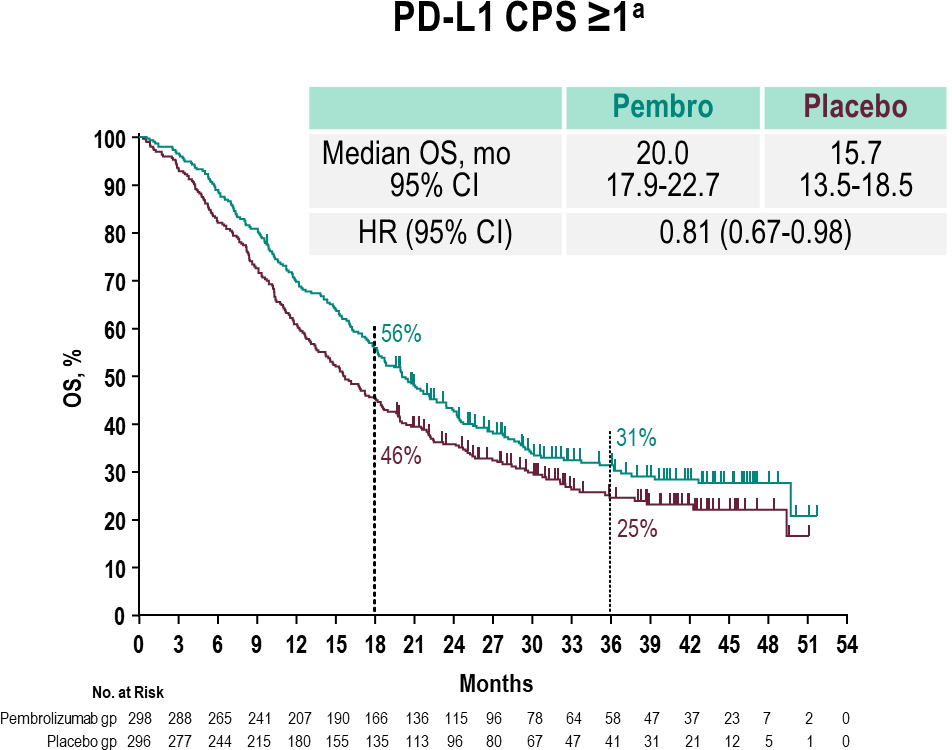 PD-L1 CPS ≥1ª
Pembro Placebo
Median OS, mo 20.0 15.7
95% CI 17.9-22.7 13.5-18.5
HR (95% CI) 0.81 (0.67-0.98)
100
90
80
70
60
50
40
30
20
10
0
OS, %
56%
46%
31%
25%
0 3 6 9 12 15 18 21 24 27 30 33 36 39 42 45 48 51 54
Months
No. at Risk
Pembrolizumab gp 298 288 265 241 207 190 166 136 115 96 78 64 58 47 37 23 7 2 0
Placebo gp 296 277 244 215 180 155 135 113 96 80 67 47 41 31 21 12 5 1 0